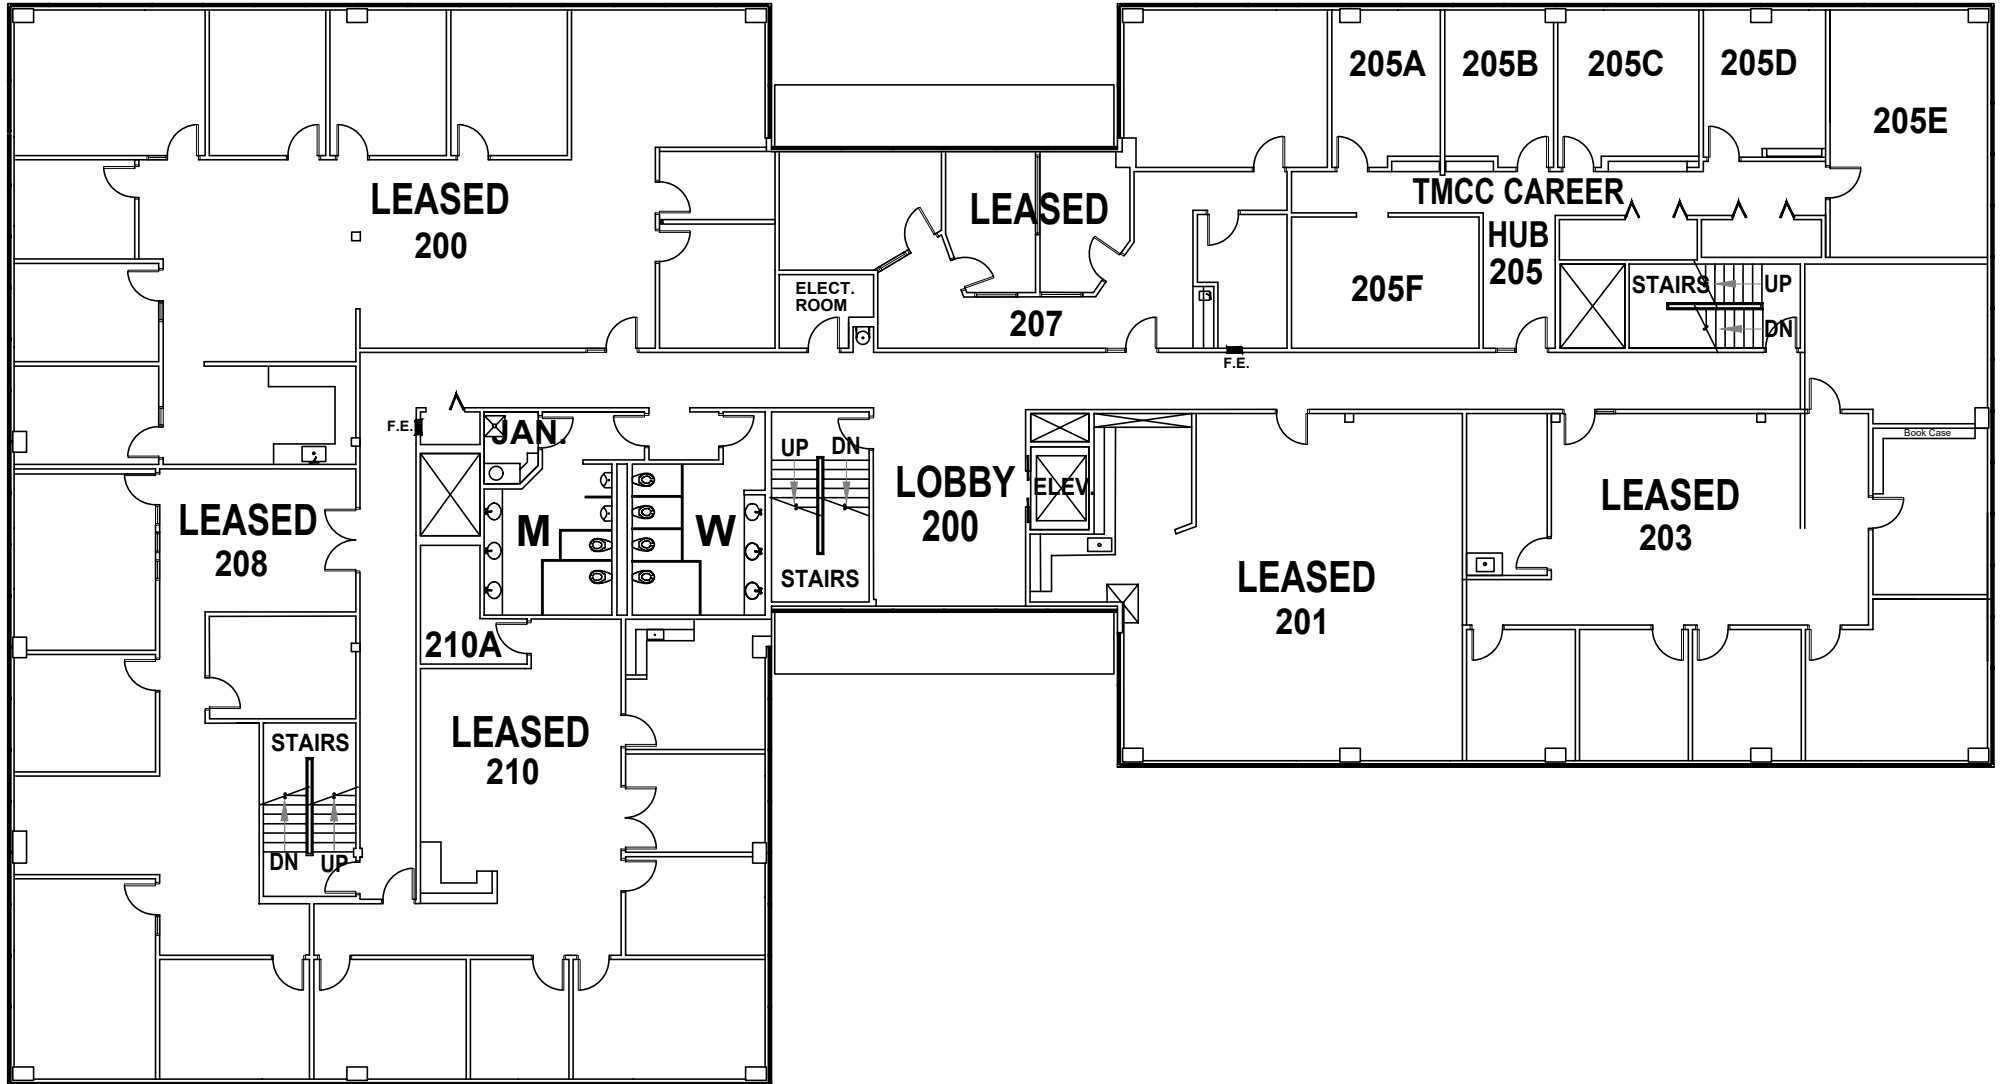 205A
205B
205C
205D
205E
LEASED
200
LEASED
207
TMCC CAREER
HUB
205
205F
ELECT.
ROOM
STAIRS
UP
DN
F.E.
F.E.
JAN.
UP
DN
STAIRS
LOBBY
200
ELEV.
M
W
Book Case
LEASED
203
LEASED
201
LEASED
208
210A
LEASED
210
STAIRS
DN
UP